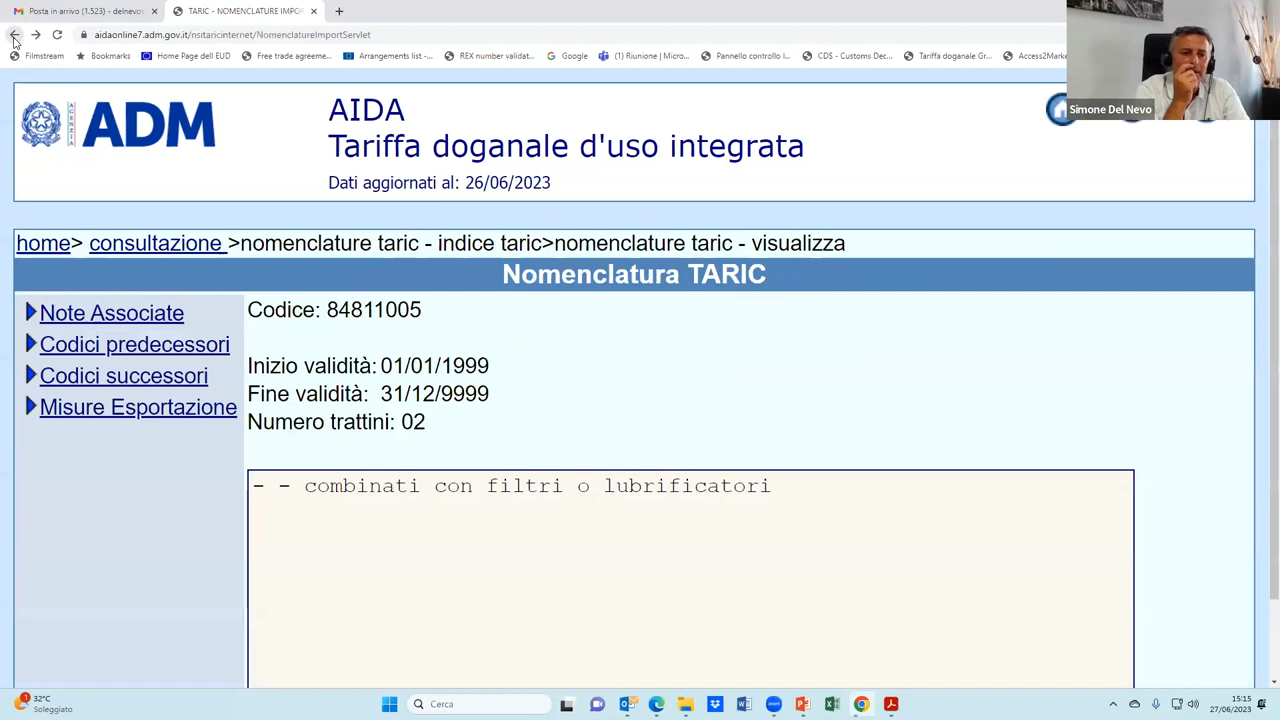 Posta in arrivo (1.523) - delnevos
TARIC - NOMENCLATURE IMPOR
aidaonline7.adm.gov.it/nsitaricinternet/NomenclatureImportServlet
Filmstream
Bookmarks
Home Page dell EUD
Free trade agreeme...
Arrangements list -...
REX number validat...
Google
(1) Riunione | Micro...
Pannello controllo I...
CDS - Customs Dec...
Tariffa doganale Gr...
Access2Marke
Simone Del Nevo
AGENZIA
ADM
AIDA
Tariffa doganale d'uso integrata
Dati aggiornati al: 26/06/2023
home> consultazione >nomenclature taric - indice taric>nomenclature taric - visualizza
Nomenclatura TARIC
Note Associate
Codici predecessori
Codici successori
Misure Esportazione
Codice: 84811005
Inizio validità: 01/01/1999
Fine validità: 31/12/9999
Numero trattini: 02
- - combinati con filtri o lubrificatori
1
32°C
Soleggiato
Cerca
15:15
27/06/2023